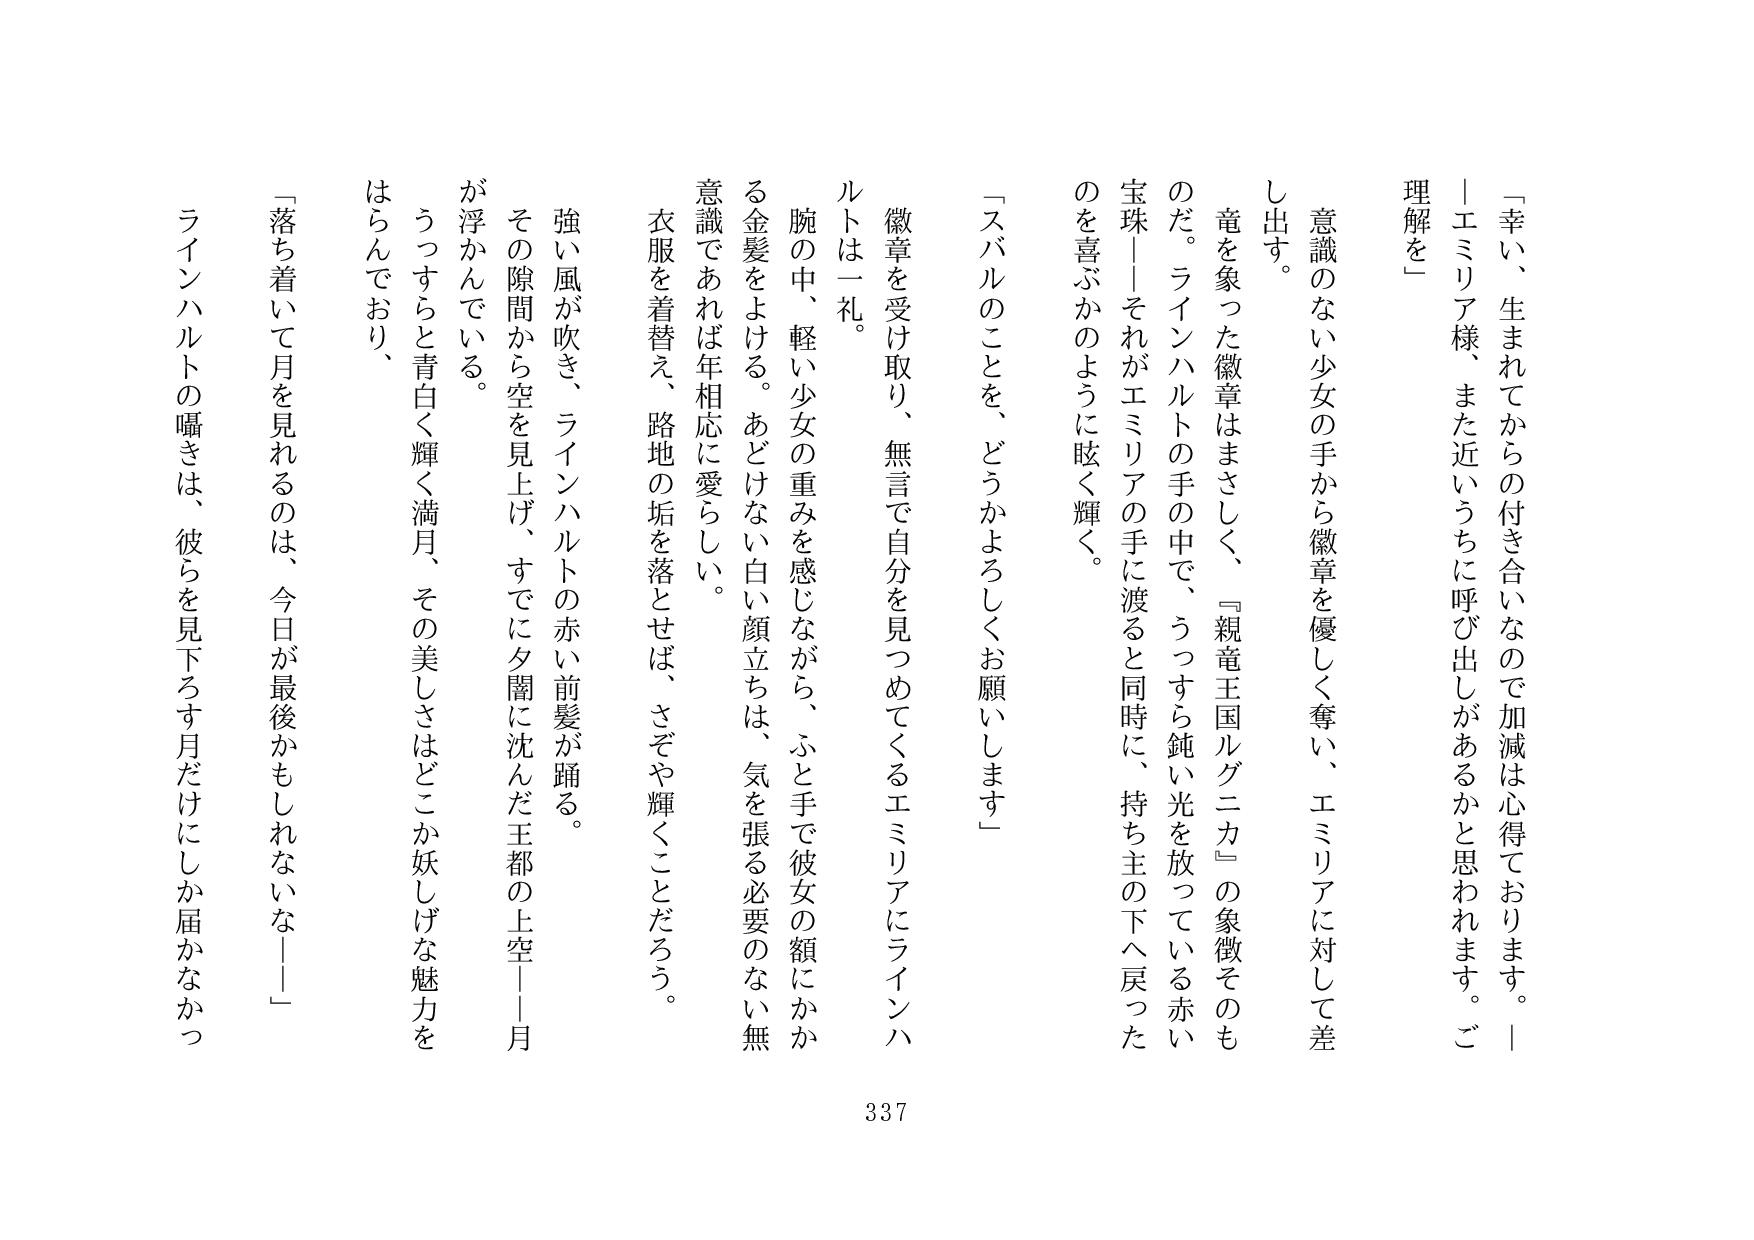 「幸い、生まれてからの付き合いなので加減は心得ております。―
―エミリア様、また近いうちに呼び出しがあるかと思われます。ご
理解を」
意識のない少女の手から徽章を優しく奪い、エミリアに対して差
し出す。
竜を象った徽章はまさしく、『親竜王国ルグニカ』の象徴そのも
のだ。ラインハルトの手の中で、うっすら鈍い光を放っている赤い
宝珠――それがエミリアの手に渡ると同時に、持ち主の下へ戻った
のを喜ぶかのように眩く輝く。
「スバルのことを、どうかよろしくお願いします」
徽章を受け取り、無言で自分を見つめてくるエミリアにラインハ
ルトは一礼。
腕の中、軽い少女の重みを感じながら、ふと手で彼女の額にかか
る金髪をよける。あどけない白い顔立ちは、気を張る必要のない無
意識であれば年相応に愛らしい。
衣服を着替え、路地の垢を落とせば、さぞや輝くことだろう。
強い風が吹き、ラインハルトの赤い前髪が踊る。
その隙間から空を見上げ、すでに夕闇に沈んだ王都の上空――月
が浮かんでいる。
うっすらと青白く輝く満月、その美しさはどこか妖しげな魅力を
はらんでおり、
「落ち着いて月を見れるのは、今日が最後かもしれないな――」
ラインハルトの囁きは、彼らを見下ろす月だけにしか届かなかっ
337